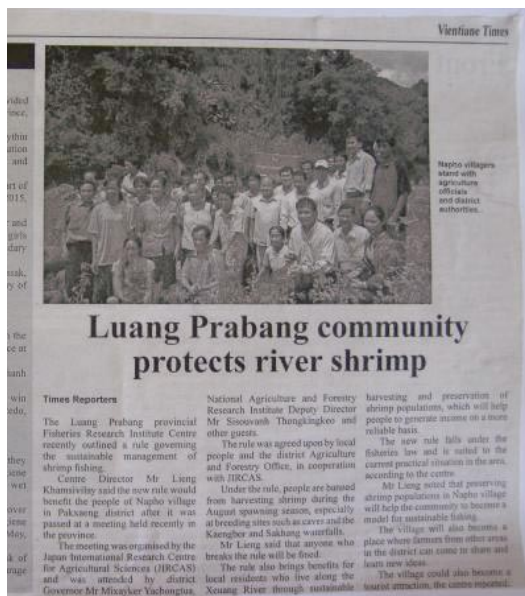 Vientiane Times
Napho villagers
stand with
agriculture
officials
and district
authorities.
Luang Prabang community
protects river shrimp
Times Reporters
The Luang Prabang provincial
Fisheries Research Institute Centre
recently outlined a rule governing
the sustainable management of
shrimp fishing.
Centre Director Mr Lieng
Khamsivilay said the new rule would
benefit the people of Napho village
in Pakxaeng district after it was
passed at a meeting held recently in
the province.
The meeting was organised by the
Japan International Research Centre
for Agricultural Sciences (JIRCAS)
and was attended by district
Governor Mr Mixayker Yachongtua,
National Agriculture and Forestry
Research Institute Deputy Director
Mr Sisouvanh Thongkingkeo and
other guests.
The rule was agreed upon by local
people and the district Agriculture
and Forestry Office, in cooperation
with JIRCAS.
Under the rule, people are banned
from harvesting shrimp during the
August spawning season, especially
at breeding sites such as caves and the
Kaengber and Sakhang waterfalls.
Mr Lieng said that anyone who
breaks the rule will be fined.
The rule also brings benefits for
local residents who live along the
Xeuang River through sustainable
harvesting and preservation of
shrimp populations, which will help
people to generate income on a more
reliable basis.
The new rule falls under the
fisheries law and is suited to the
current practical situation in the area,
according to the centre.
Mr Lieng noted that preserving
shrimp populations in Napho village
will help the community to become a
model for sustainable fishing.
The Village will also become a
place where farmers from other areas
in the district can come to share and
learn new ideas.
The village could also become a
tourist attraction, the centre reported.